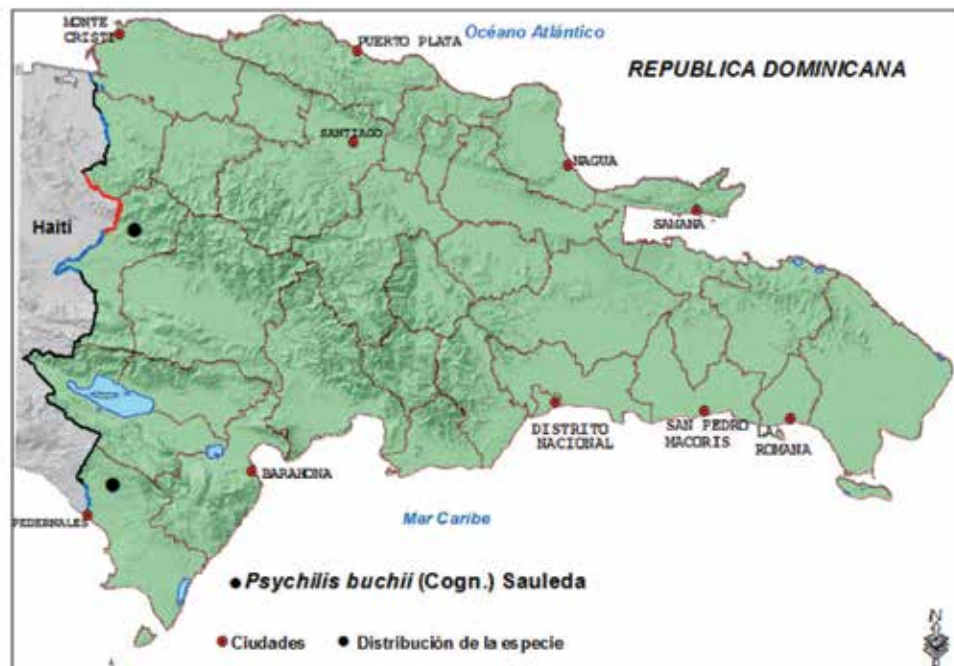 MONTE
CRISTI
PUERTO PLATA
Océano Atlántico
REPUBLICA DOMINICANA
SANTIAGO
NAGUA
Haití
SAMANA
DISTRITO
NACIONAL
SAN PEDRO
MACORIS
LA
ROMANA
BARAHONA
PEDERNALES
Mar Caribe
Psychilis buchii (Cogn.) Sauleda
Ciudades
Distribución de la especie
N